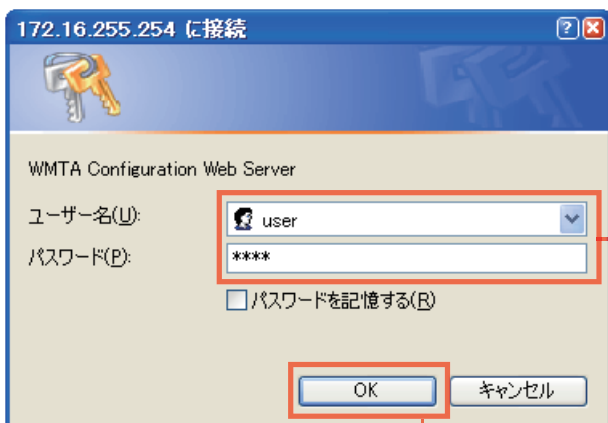 172.16.255.254 に接続
WMTA Configuration Web Server
ユーザー名(U):
user
パスワード(P):
****
パスワードを記憶する(R)
OK
キャンセル